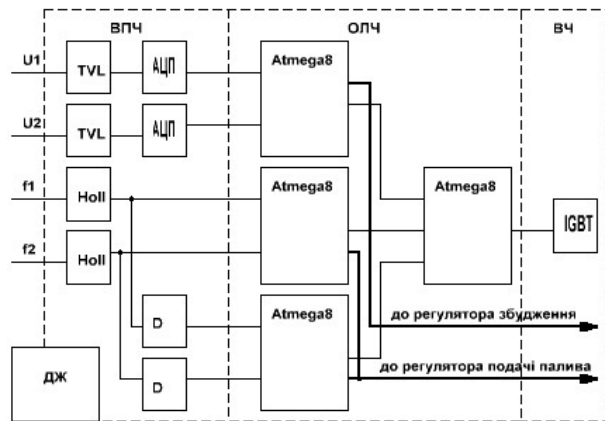 ВПЧ
ОЛЧ
ВЧ
U1
TVL
АЦП
Atmega8
U2
TVL
АЦП
f1
Holl
Atmega8
Atmega8
f2
Holl
IGBT
D
Atmega8
до регулятора збудження
D
до регулятора подачі палива
ДЖ